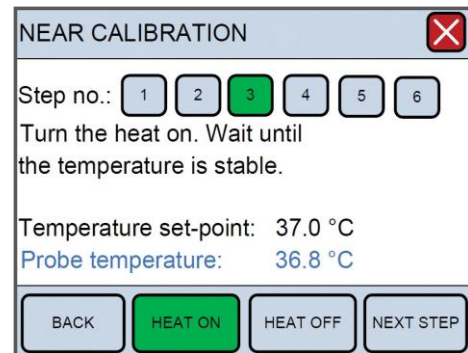 NEAR CALIBRATION
Step no.: 1 2 3 4 5 6
Turn the heat on. Wait until
the temperature is stable.
Temperature set-point: 37.0 °C
Probe temperature: 36.8 °C
BACK HEAT ON HEAT OFF NEXT STEP